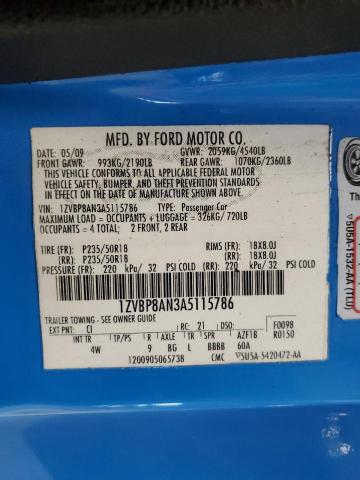 MFD. BY FORD MOTOR CO.
DATE: 05/09 GVWR: 2059KG/4540LB
FRONT GAWR: 993KG/2190LB REAR GAWR: 1070KG/2360LB
THIS VEHICLE CONFORMS TO ALL APPLICABLE FEDERAL MOTOR VEHICLE
SAFETY, BUMPER, AND THEFT PREVENTION STANDARDS IN EFFECT ON
THE DATE OF MANUFACTURE SHOWN ABOVE.
VIN: 1ZVBP8AN3A5115786 TYPE: Passenger Car
MAXIMUM LOAD = OCCUPANTS + LUGGAGE = 326KG/720LB
OCCUPANTS = 4 TOTAL: 2 FRONT, 2 REAR
TIRE (FR): P235/50R18 RIMS (FR): 18X8.0J
(RR): P235/50R18 (RR): 18X8.0J
PRESSURE (FR): 220 kPa/ 32 PSI COLD (RR): 220 kPa/ 32 PSI COLD
1ZVBP8AN3A5115786
TRAILER TOWING - SEE OWNER GUIDE
EXT PNT: CI RC: 21 DSO: F0098
INT TR TP/PS R AXLE TR SPR AZF1B R0150
4W 9 BG L BBBB 60A
1200905065738 CMC ▽5U5A-5420472-AA
▽5U5A-1532-AA (TLD)